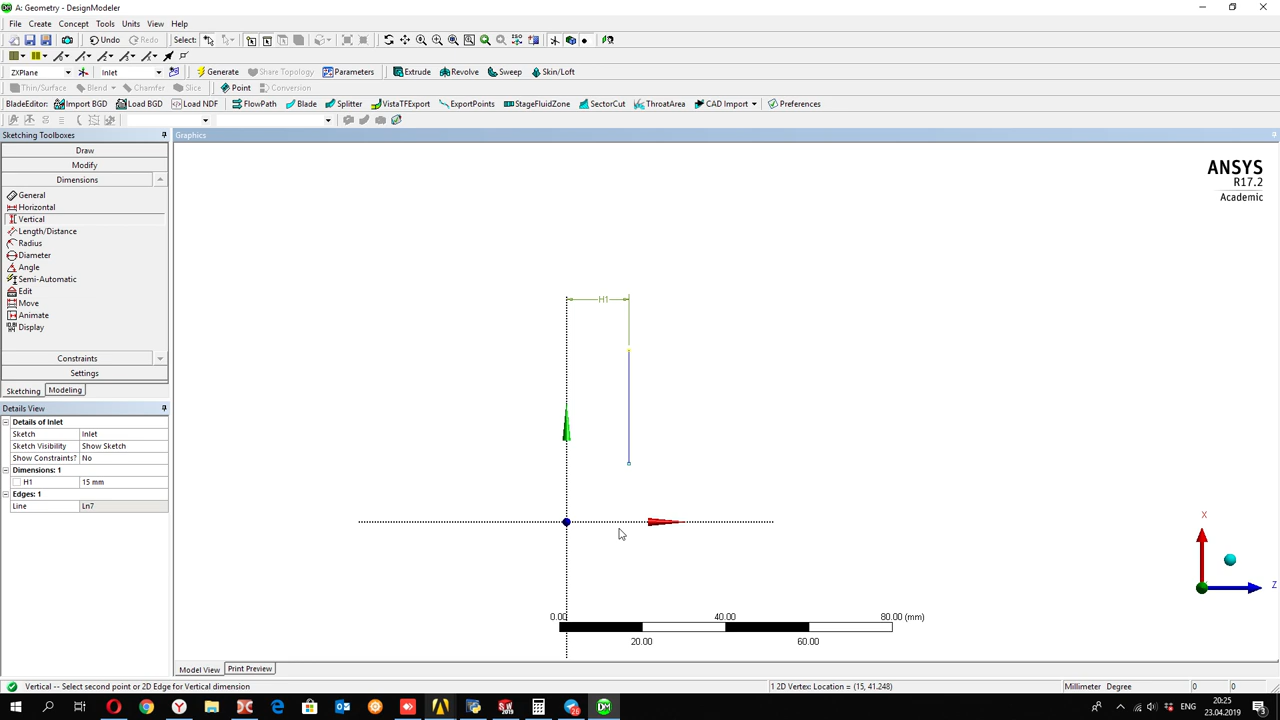 A: Geometry - DesignModeler
File Create Concept Tools Units View Help
Undo Redo Select:
ZXPlane Inlet Generate Share Topology Parameters Extrude Revolve Sweep Skin/Loft
Thin/Surface Blend Chamfer Slice Point Conversion
BladeEditor: Import BGD Load BGD Load NDF FlowPath Blade Splitter VistaTFExport ExportPoints StageFluidZone SectorCut ThroatArea CAD Import Preferences
Sketching Toolboxes
Graphics
Draw
Modify
Dimensions
General
Horizontal
Vertical
Length/Distance
Radius
Diameter
Angle
Semi-Automatic
Edit
Move
Animate
Display
Constraints
Settings
Sketching Modeling
Details View
Details of Inlet
Sketch Inlet
Sketch Visibility Show Sketch
Show Constraints? No
Dimensions: 1
H1 15 mm
Edges: 1
Line Ln7
ANSYS
R17.2
Academic
H1
X
Z
0.00 40.00 80.00 (mm)
20.00 60.00
Model View Print Preview
Vertical -- Select second point or 2D Edge for Vertical dimension
1 2D Vertex: Location = (15, 41.248)
Millimeter Degree 0 0
ENG
20:25
23.04.2019